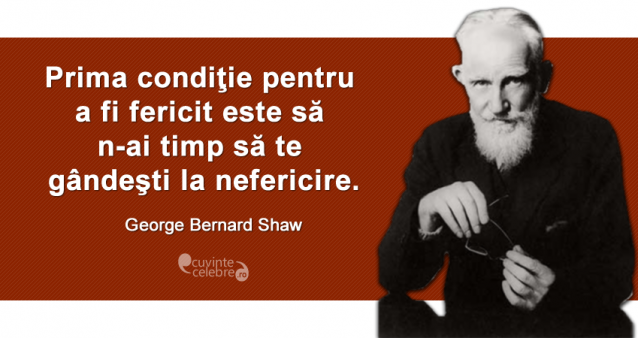 Prima condiţie pentru
a fi fericit este să
n-ai timp să te
gândeşti la nefericire.
George Bernard Shaw
cuvinte
celebre.ro